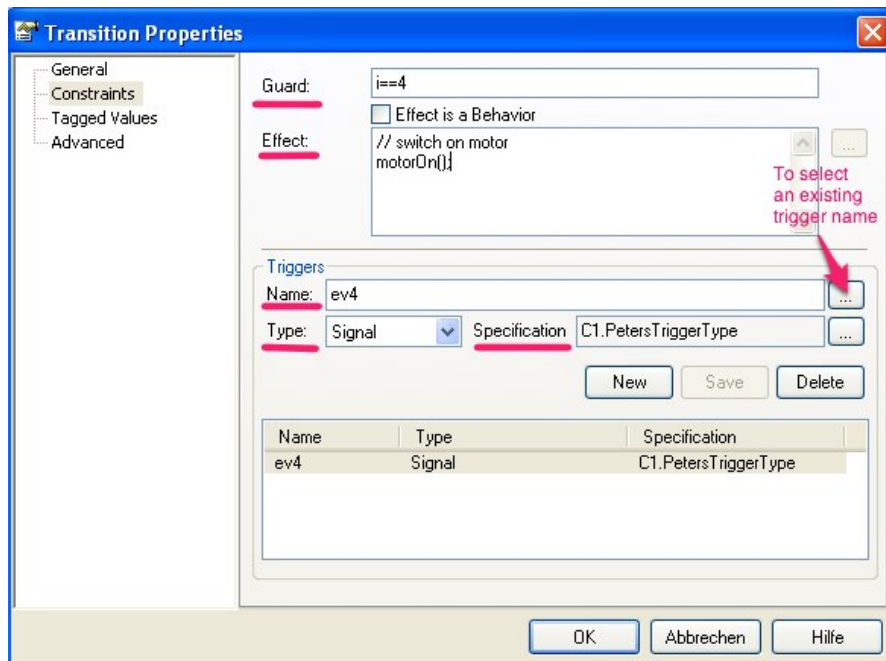 Transition Properties
General
Constraints
Tagged Values
Advanced
Guard: i==4
Effect is a Behavior
Effect: // switch on motor
motorOn();
...
To select
an existing
trigger name
Triggers
Name: ev4 ...
Type: Signal Specification C1.PetersTriggerType ...
New Save Delete
Name Type Specification
ev4 Signal C1.PetersTriggerType
OK Abbrechen Hilfe